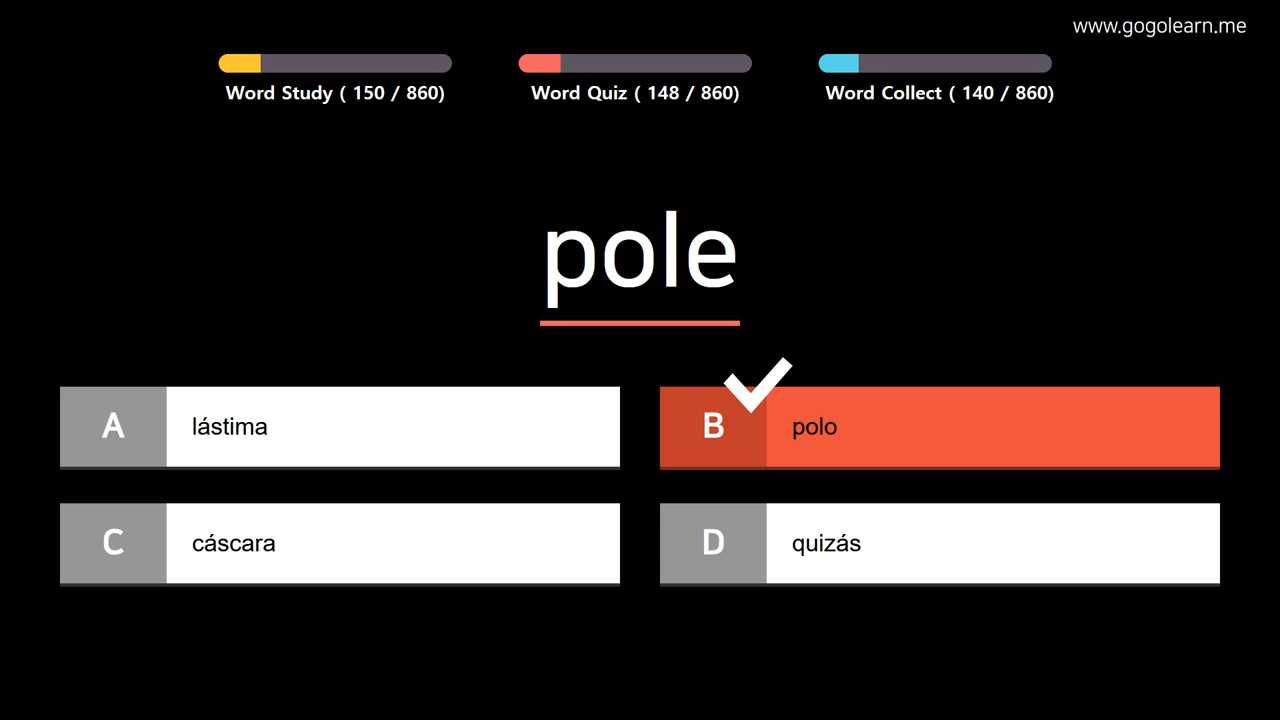 www.gogolearn.me
Word Study ( 150 / 860)
Word Quiz ( 148 / 860)
Word Collect ( 140 / 860)
pole
A lástima
B polo
C cáscara
D quizás